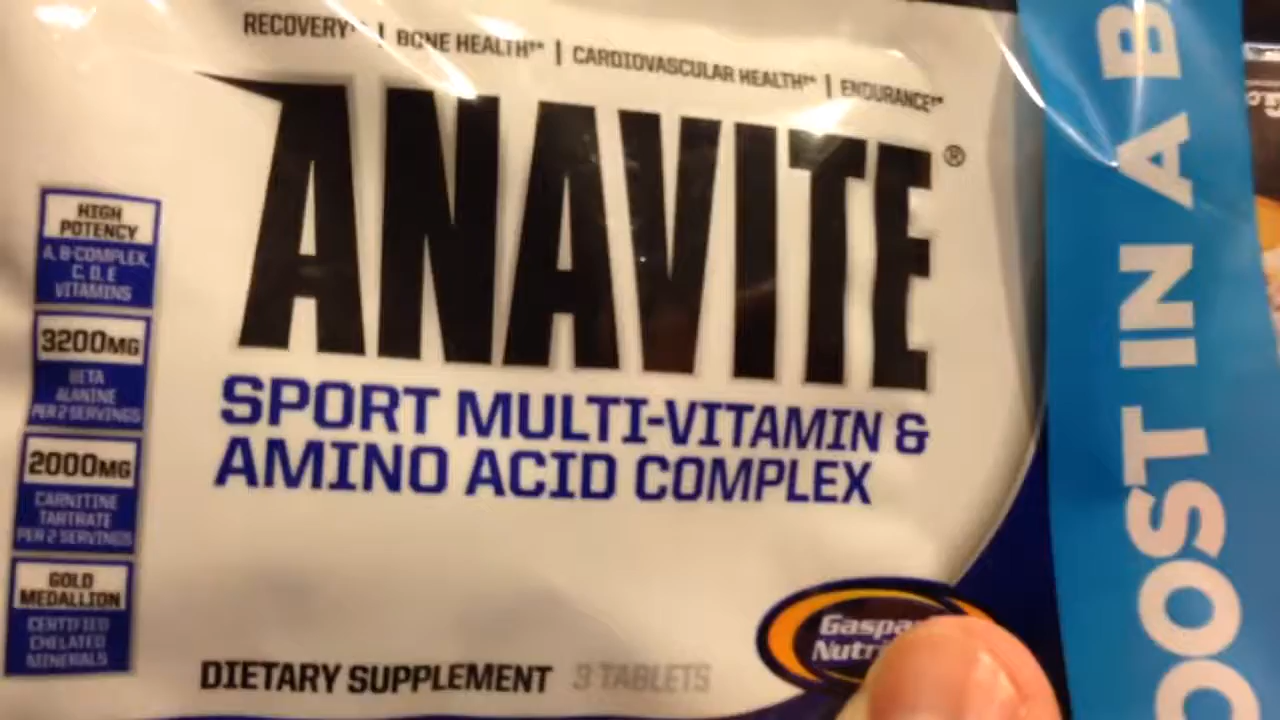 RECOVERY†* | BONE HEALTH†* | CARDIOVASCULAR HEALTH†* | ENDURANCE†*
ANAVITE®
SPORT MULTI-VITAMIN &
AMINO ACID COMPLEX
HIGH
POTENCY
A, B-COMPLEX,
C, D, E
VITAMINS
3200MG
BETA
ALANINE
PER 2 SERVINGS
2000MG
CARNITINE
TARTRATE
PER 2 SERVINGS
GOLD
MEDALLION
CERTIFIED
CHELATED
MINERALS
DIETARY SUPPLEMENT 3 TABLETS
Gaspa
Nutri
OOST IN A B